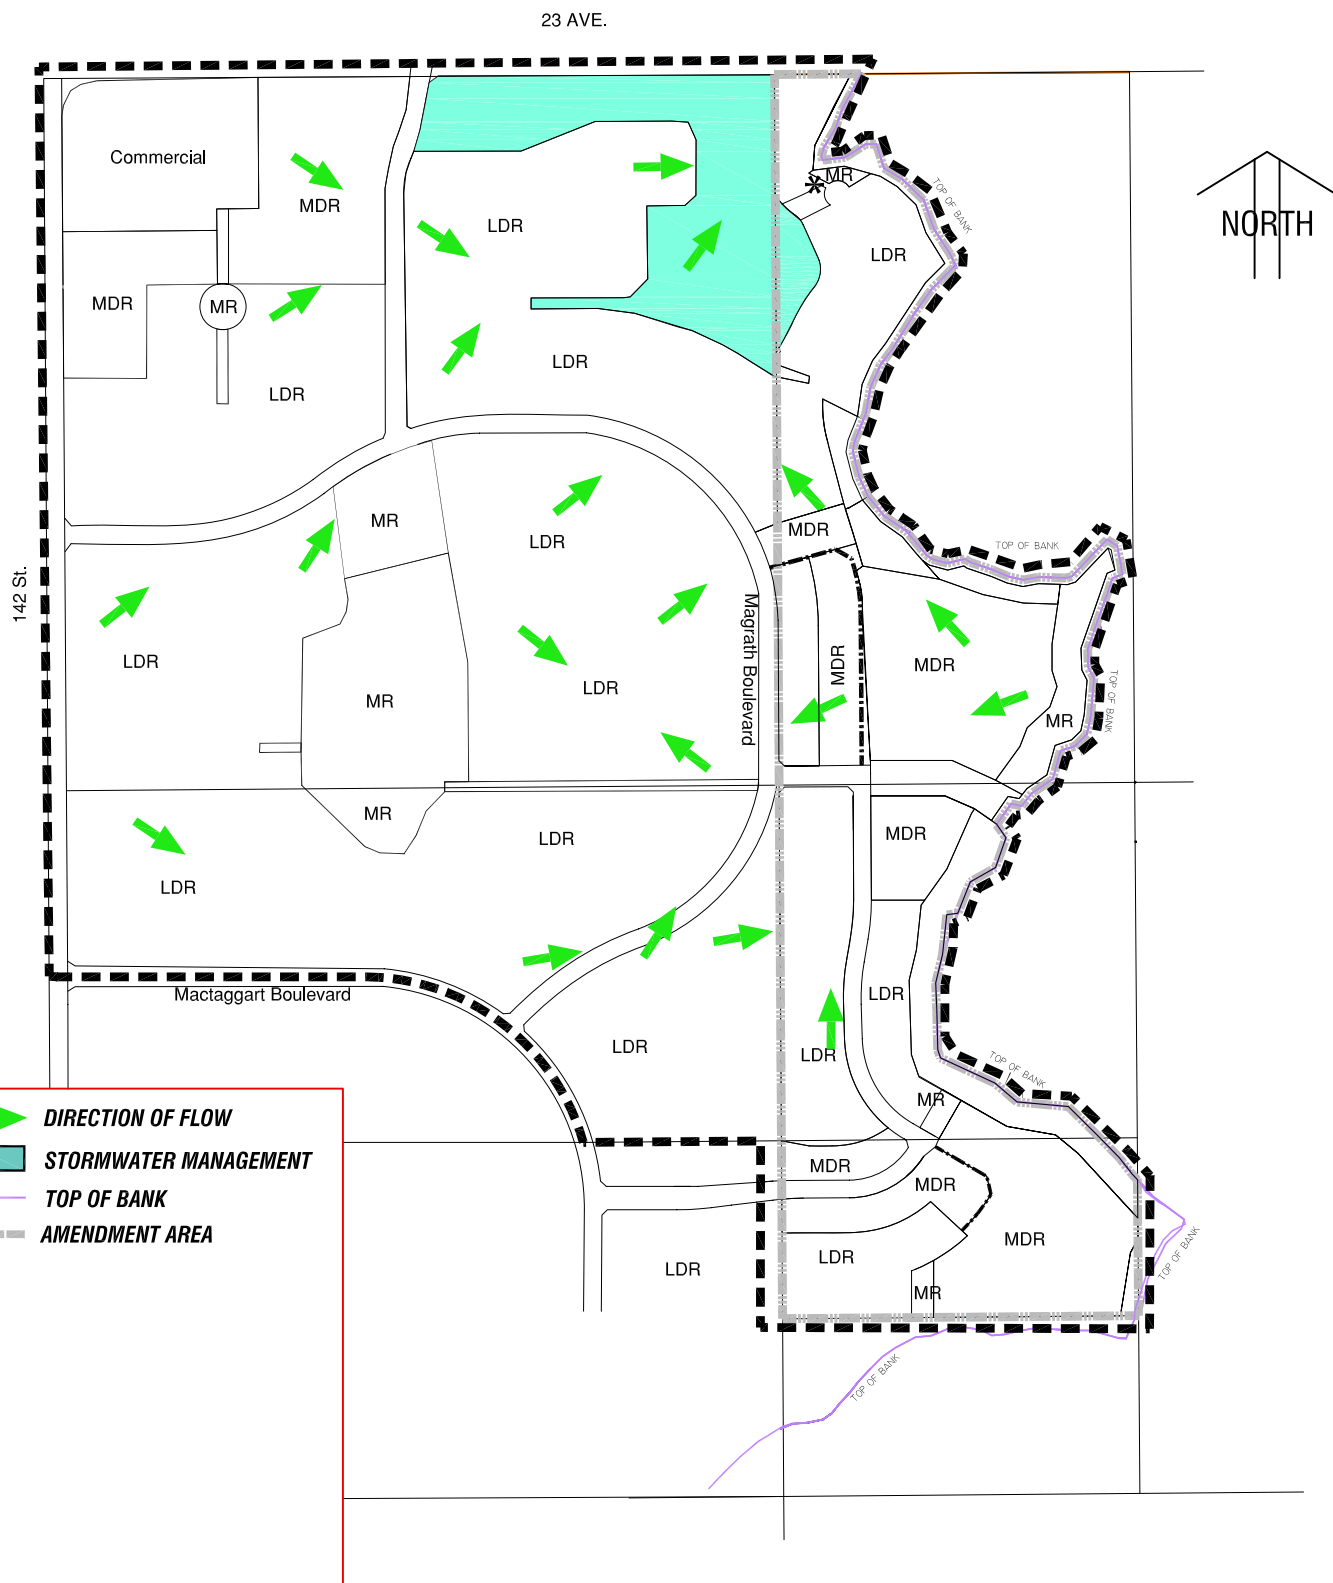 23 AVE.
Commercial
MDR
MR
TOP OF BANK
NORTH
LDR
LDR
MDR
MR
LDR
LDR
MR
LDR
MDR
TOP OF BANK
142 St.
Magrath Boulevard
MDR
LDR
LDR
MDR
TOP OF BANK
MR
MR
MR
LDR
MDR
LDR
Mactaggart Boulevard
LDR
LDR
LDR
TOP OF BANK
MR
DIRECTION OF FLOW
STORMWATER MANAGEMENT
MDR
MDR
TOP OF BANK
AMENDMENT AREA
MDR
LDR
LDR
TOP OF BANK
MR
TOP OF BANK